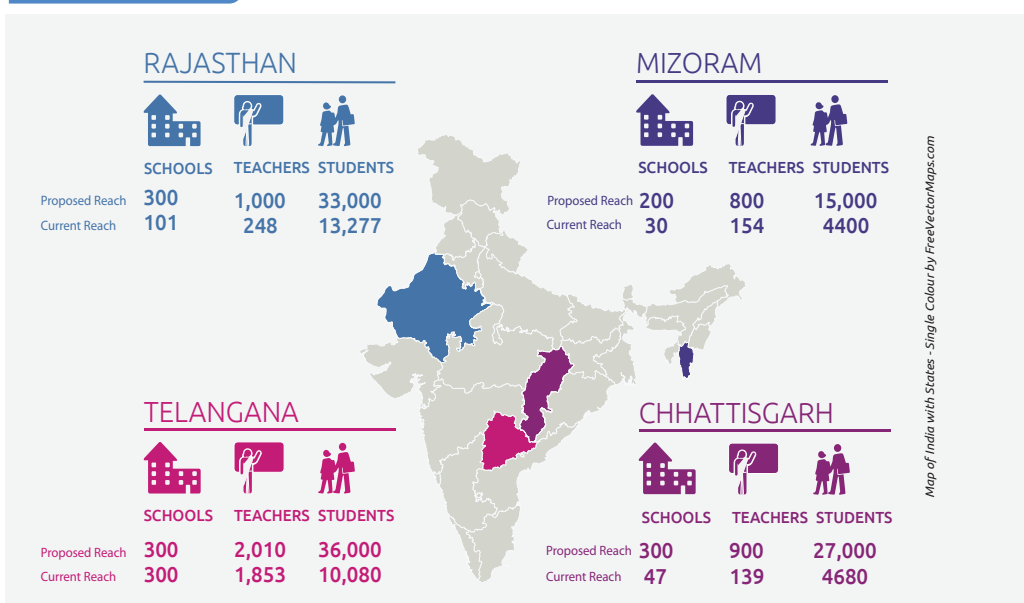 RAJASTHAN
SCHOOLS TEACHERS STUDENTS
Proposed Reach 300 1,000 33,000
Current Reach 101 248 13,277
MIZORAM
SCHOOLS TEACHERS STUDENTS
Proposed Reach 200 800 15,000
Current Reach 30 154 4400
TELANGANA
SCHOOLS TEACHERS STUDENTS
Proposed Reach 300 2,010 36,000
Current Reach 300 1,853 10,080
CHHATTISGARH
SCHOOLS TEACHERS STUDENTS
Proposed Reach 300 900 27,000
Current Reach 47 139 4680
Map of India with States - Single Colour by FreeVectorMaps.com